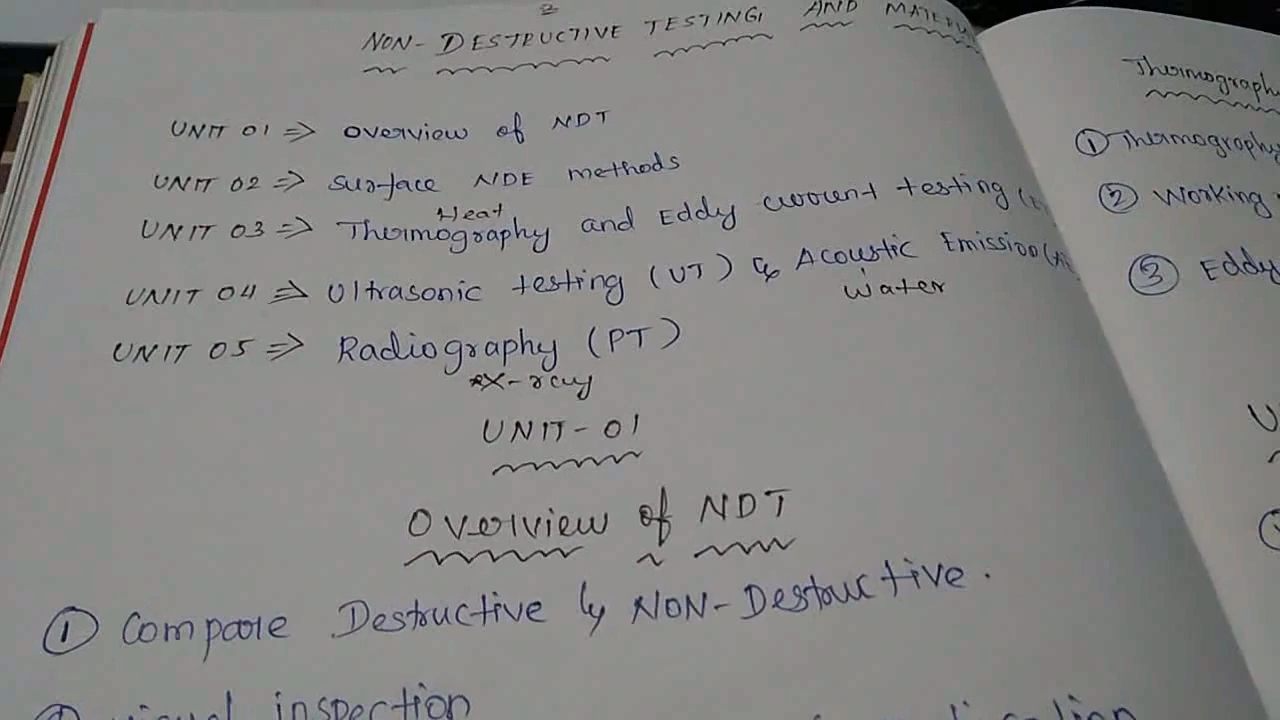 NON-DESTRUCTIVE TESTING AND
UNIT 01 ⇒ Overview of NDT
UNIT 02 ⇒ Surface NDE methods
Heat
UNIT 03 ⇒ Thermography and Eddy current testing
UNIT 04 ⇒ Ultrasonic testing (UT) & Acoustic Emission
Water
UNIT 05 ⇒ Radiography (PT)
X-ray
UNIT-01
Overview of NDT
① Compare Destructive & NON-Destructive.
inspection
Thermography
① Thermography
② Working
③ Eddy